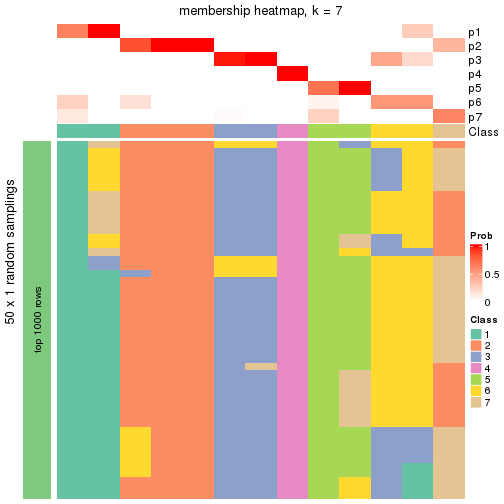 membership heatmap, k = 7
p1
p2
p3
p4
p5
p6
p7
Class
50 x 1 random samplings
top 1000 rows
Prob
1
0.5
0
Class
1
2
3
4
5
6
7